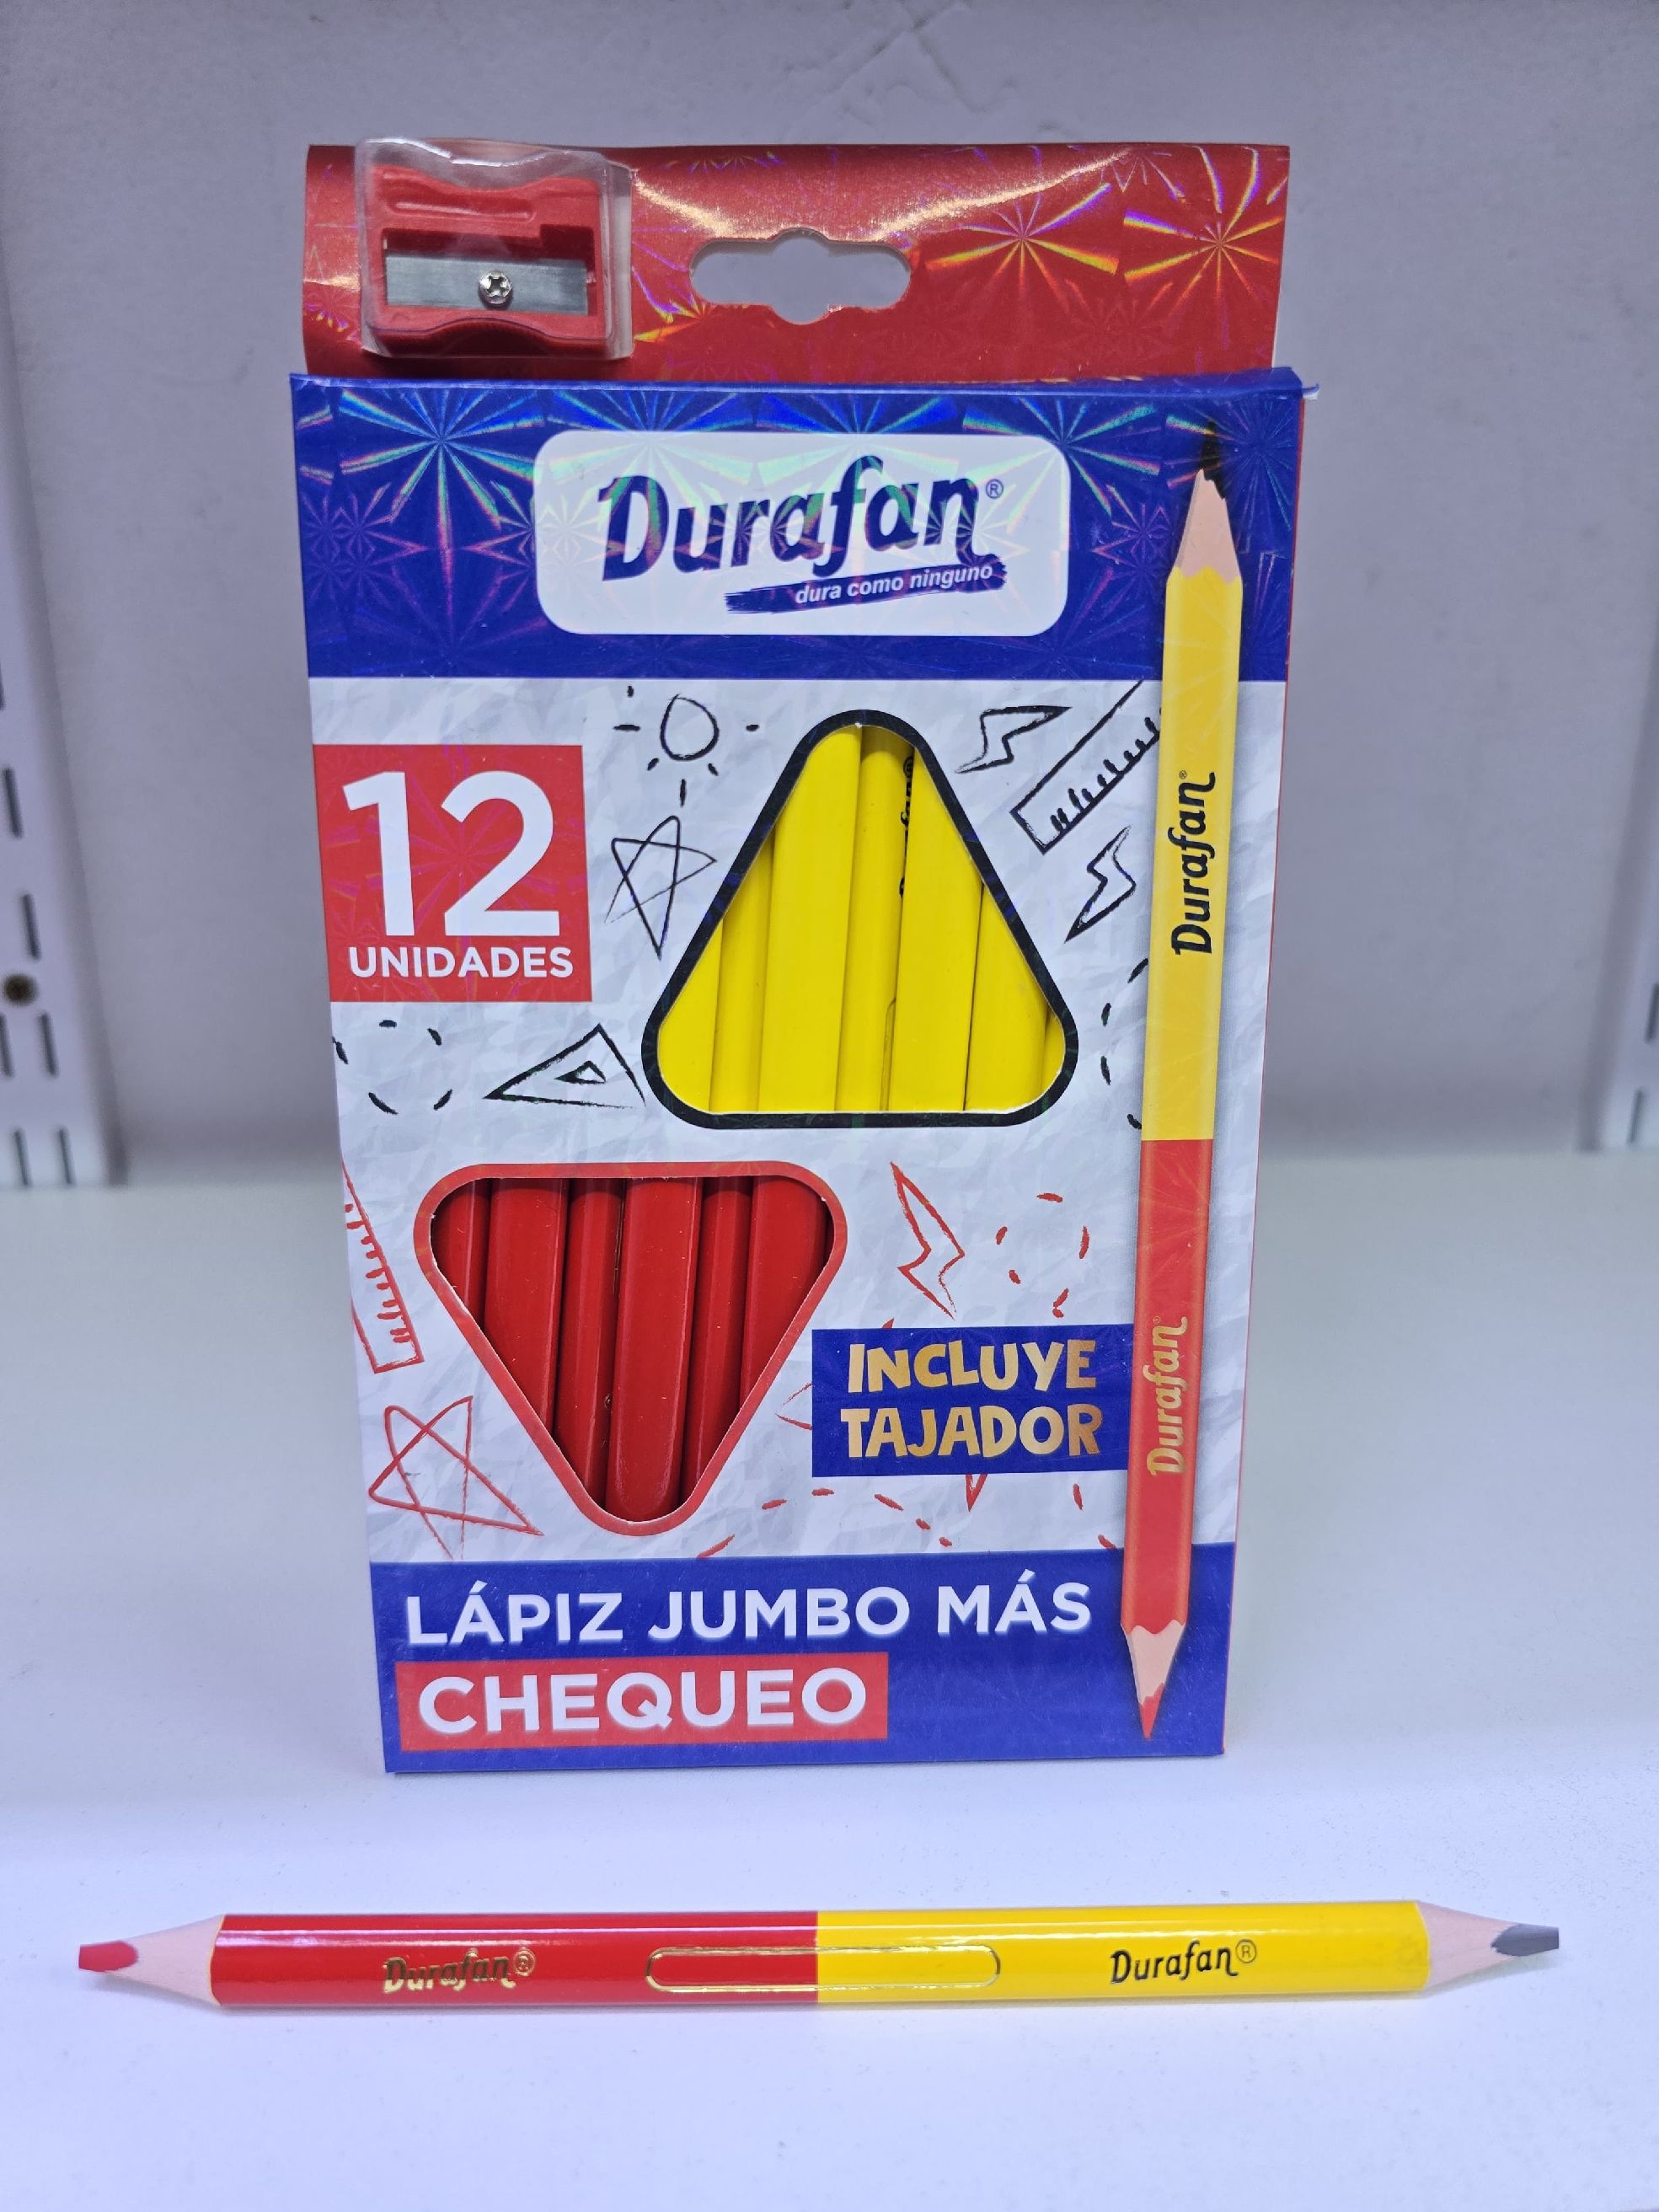 Durafan®
dura como ninguno
12
UNIDADES
Durafan®
Durafan
INCLUYE
TAJADOR
LÁPIZ JUMBO MÁS
CHEQUEO
Durafan® Durafan®